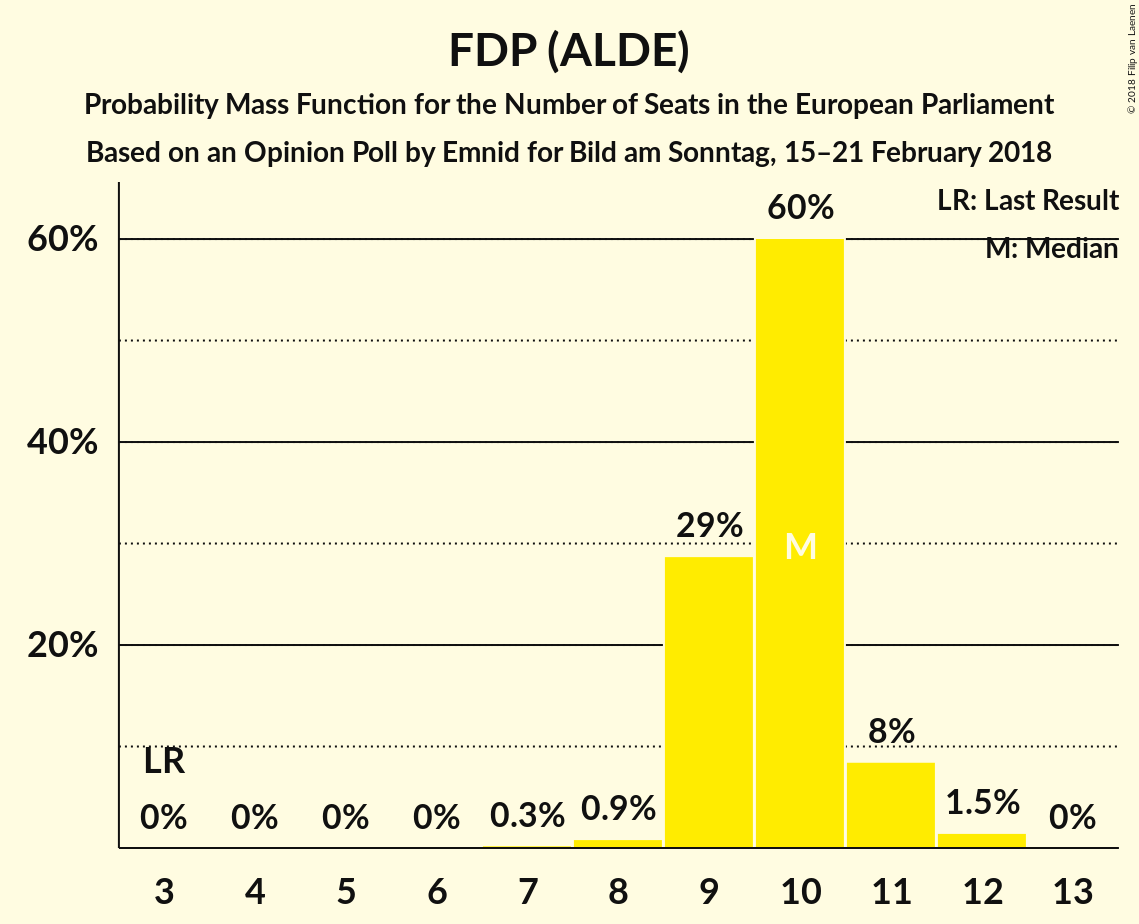 FDP (ALDE)
Probability Mass Function for the Number of Seats in the European Parliament
Based on an Opinion Poll by Emnid for Bild am Sonntag, 15–21 February 2018
© 2018 Filip van Laenen
LR: Last Result
M: Median
60%
40%
20%
LR
0%
0%
0%
0%
0.3%
0.9%
29%
60%
M
8%
1.5%
0%
3 4 5 6 7 8 9 10 11 12 13